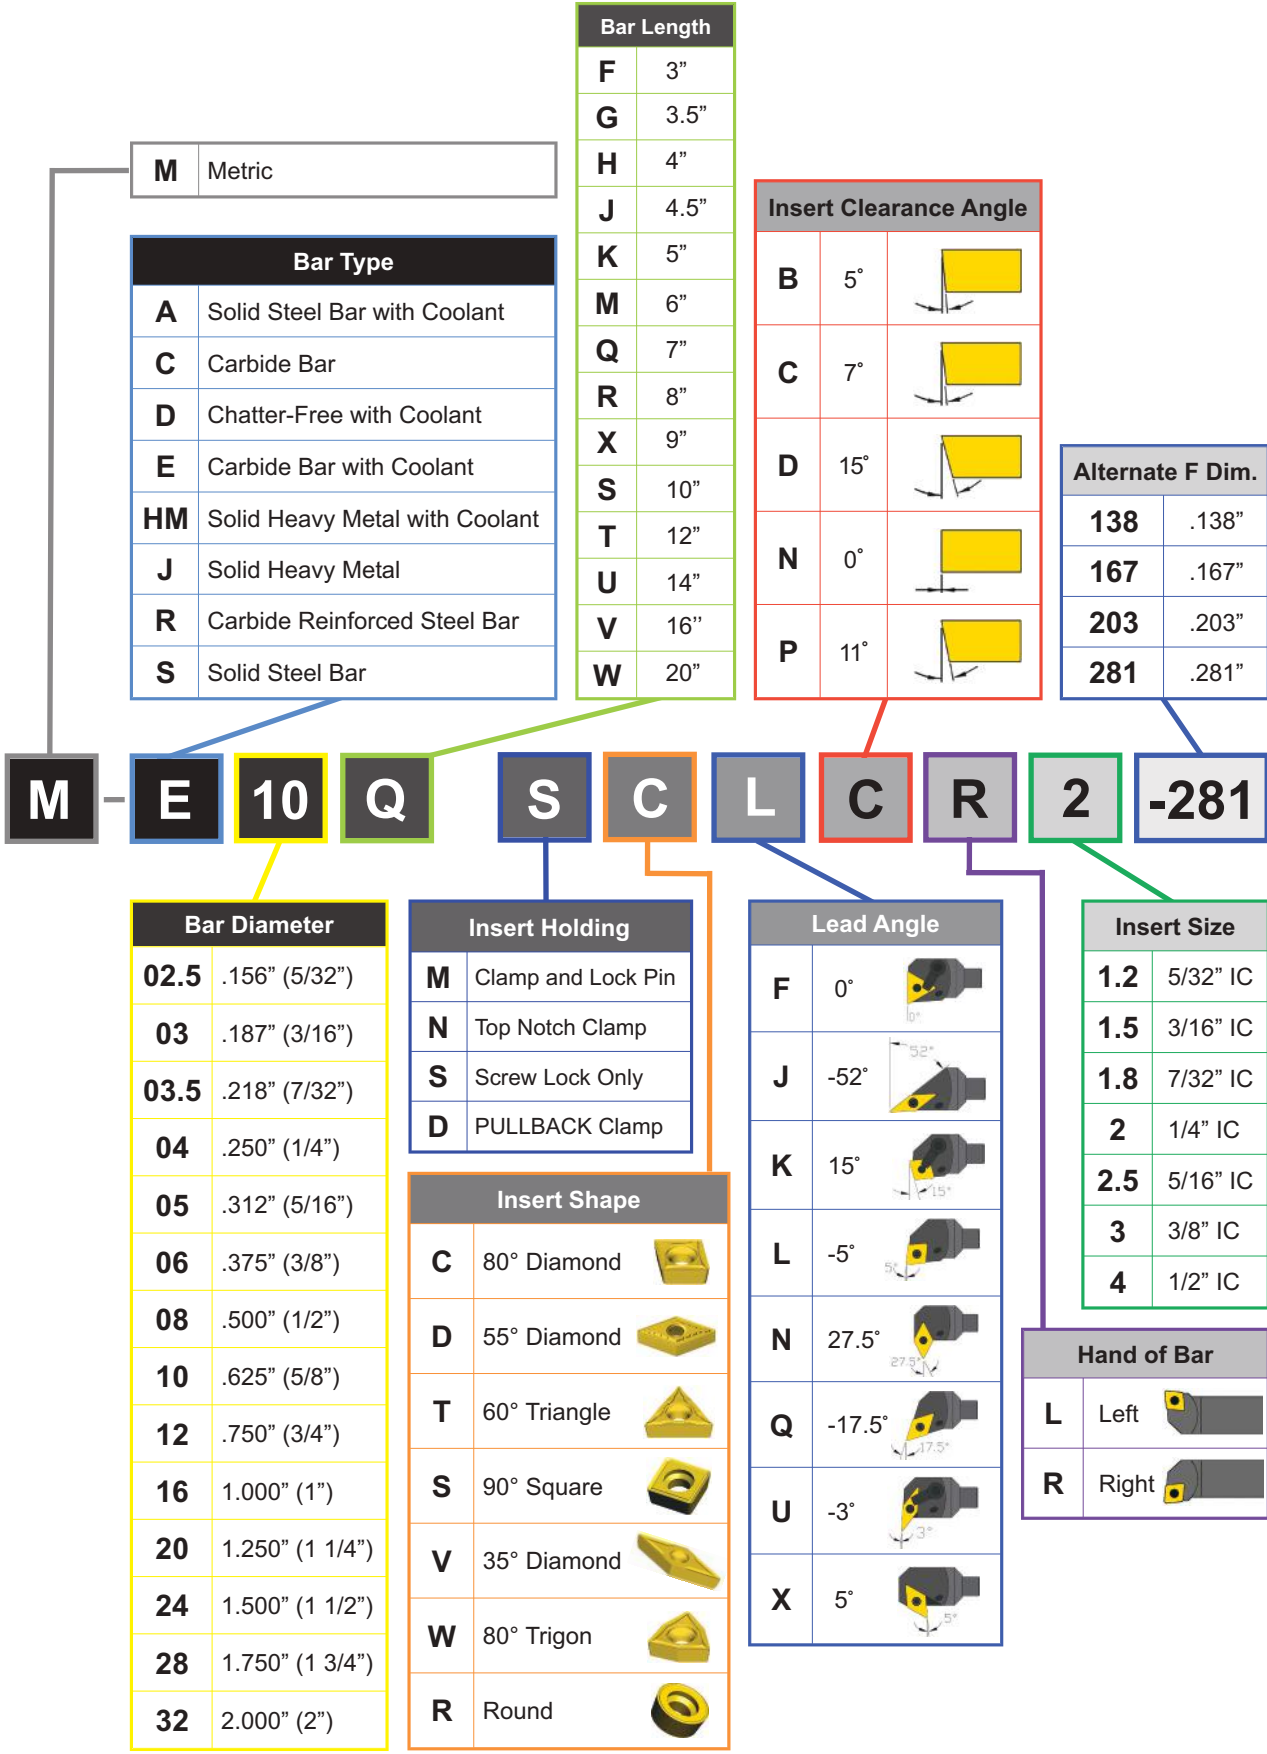 Bar Length
F 3”
G 3.5”
H 4”
J 4.5”
K 5”
M 6”
Q 7”
R 8”
X 9”
S 10”
T 12”
U 14”
V 16’’
W 20”
M Metric
Bar Type
A Solid Steel Bar with Coolant
C Carbide Bar
D Chatter-Free with Coolant
E Carbide Bar with Coolant
HM Solid Heavy Metal with Coolant
J Solid Heavy Metal
R Carbide Reinforced Steel Bar
S Solid Steel Bar
Insert Clearance Angle
B 5°
C 7°
D 15°
N 0°
P 11°
Alternate F Dim.
138 .138”
167 .167”
203 .203”
281 .281”
M - E 10 Q S C L C R 2 -281
Bar Diameter
02.5 .156” (5/32”)
03 .187” (3/16”)
03.5 .218” (7/32”)
04 .250” (1/4”)
05 .312” (5/16”)
06 .375” (3/8”)
08 .500” (1/2”)
10 .625” (5/8”)
12 .750” (3/4”)
16 1.000” (1”)
20 1.250” (1 1/4”)
24 1.500” (1 1/2”)
28 1.750” (1 3/4”)
32 2.000” (2”)
Insert Holding
M Clamp and Lock Pin
N Top Notch Clamp
S Screw Lock Only
D PULLBACK Clamp
Insert Shape
C 80° Diamond
D 55° Diamond
T 60° Triangle
S 90° Square
V 35° Diamond
W 80° Trigon
R Round
Lead Angle
F 0° 0°
J -52° 52°
K 15° 15°
L -5° 5°
N 27.5° 27.5°
Q -17.5° 17.5°
U -3° 3°
X 5° 5°
Insert Size
1.2 5/32” IC
1.5 3/16” IC
1.8 7/32” IC
2 1/4” IC
2.5 5/16” IC
3 3/8” IC
4 1/2” IC
Hand of Bar
L Left
R Right